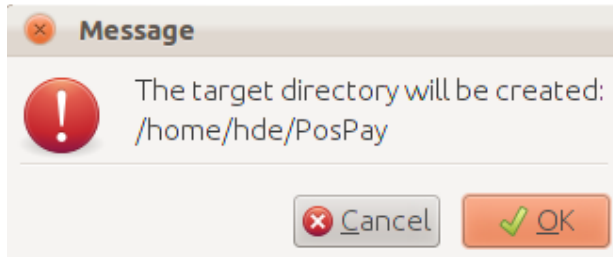 Message
The target directory will be created:
/home/hde/PosPay
Cancel
OK